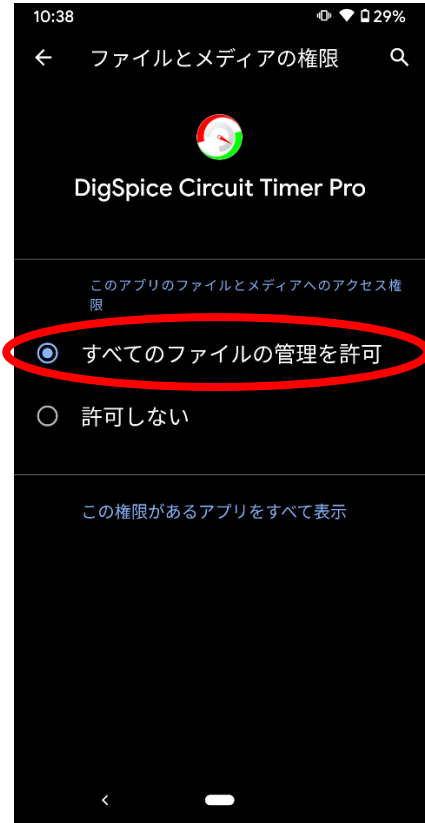 10:38
29%
ファイルとメディアの権限
DigSpice Circuit Timer Pro
このアプリのファイルとメディアへのアクセス権
限
すべてのファイルの管理を許可
許可しない
この権限があるアプリをすべて表示